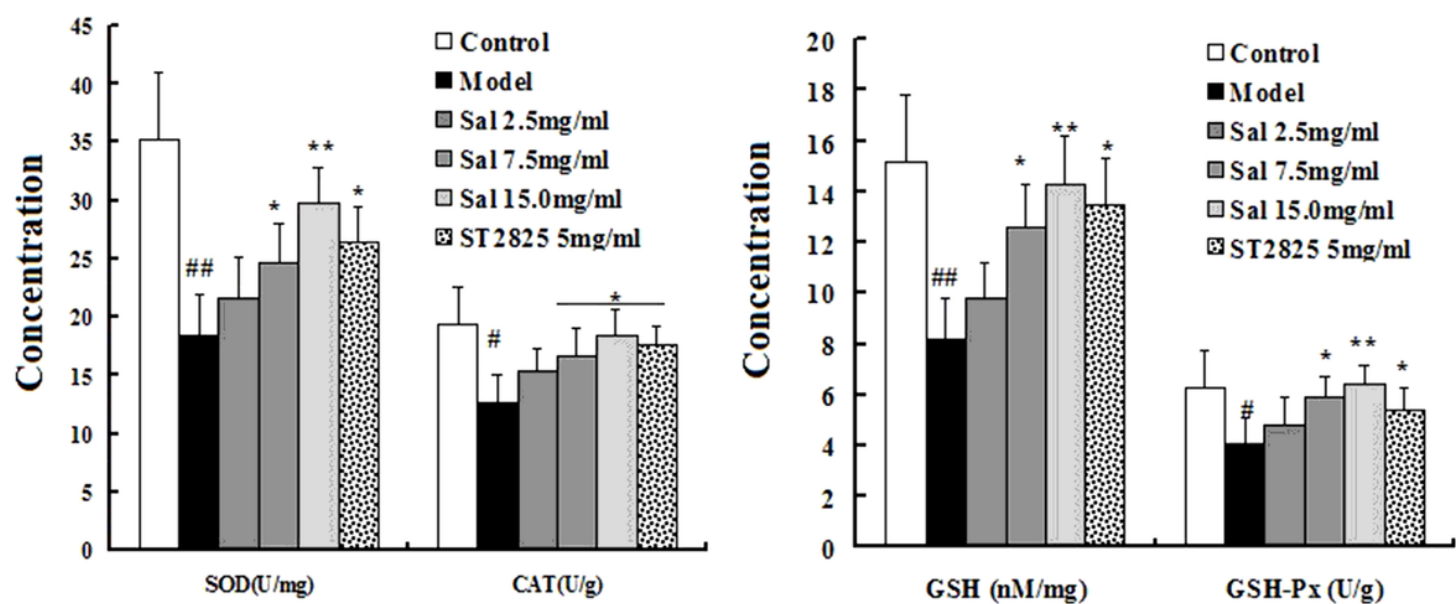 Concentration
45
40
35
30
25
20
15
10
5
0
Control
Model
Sal 2.5mg/ml
Sal 7.5mg/ml
Sal 15.0mg/ml
ST2825 5mg/ml
##
*
**
*
#
*
SOD(U/mg)
CAT(U/g)
Concentration
20
18
16
14
12
10
8
6
4
2
0
Control
Model
Sal 2.5mg/ml
Sal 7.5mg/ml
Sal 15.0mg/ml
ST2825 5mg/ml
##
*
**
*
#
*
**
*
GSH (nM/mg)
GSH-Px (U/g)